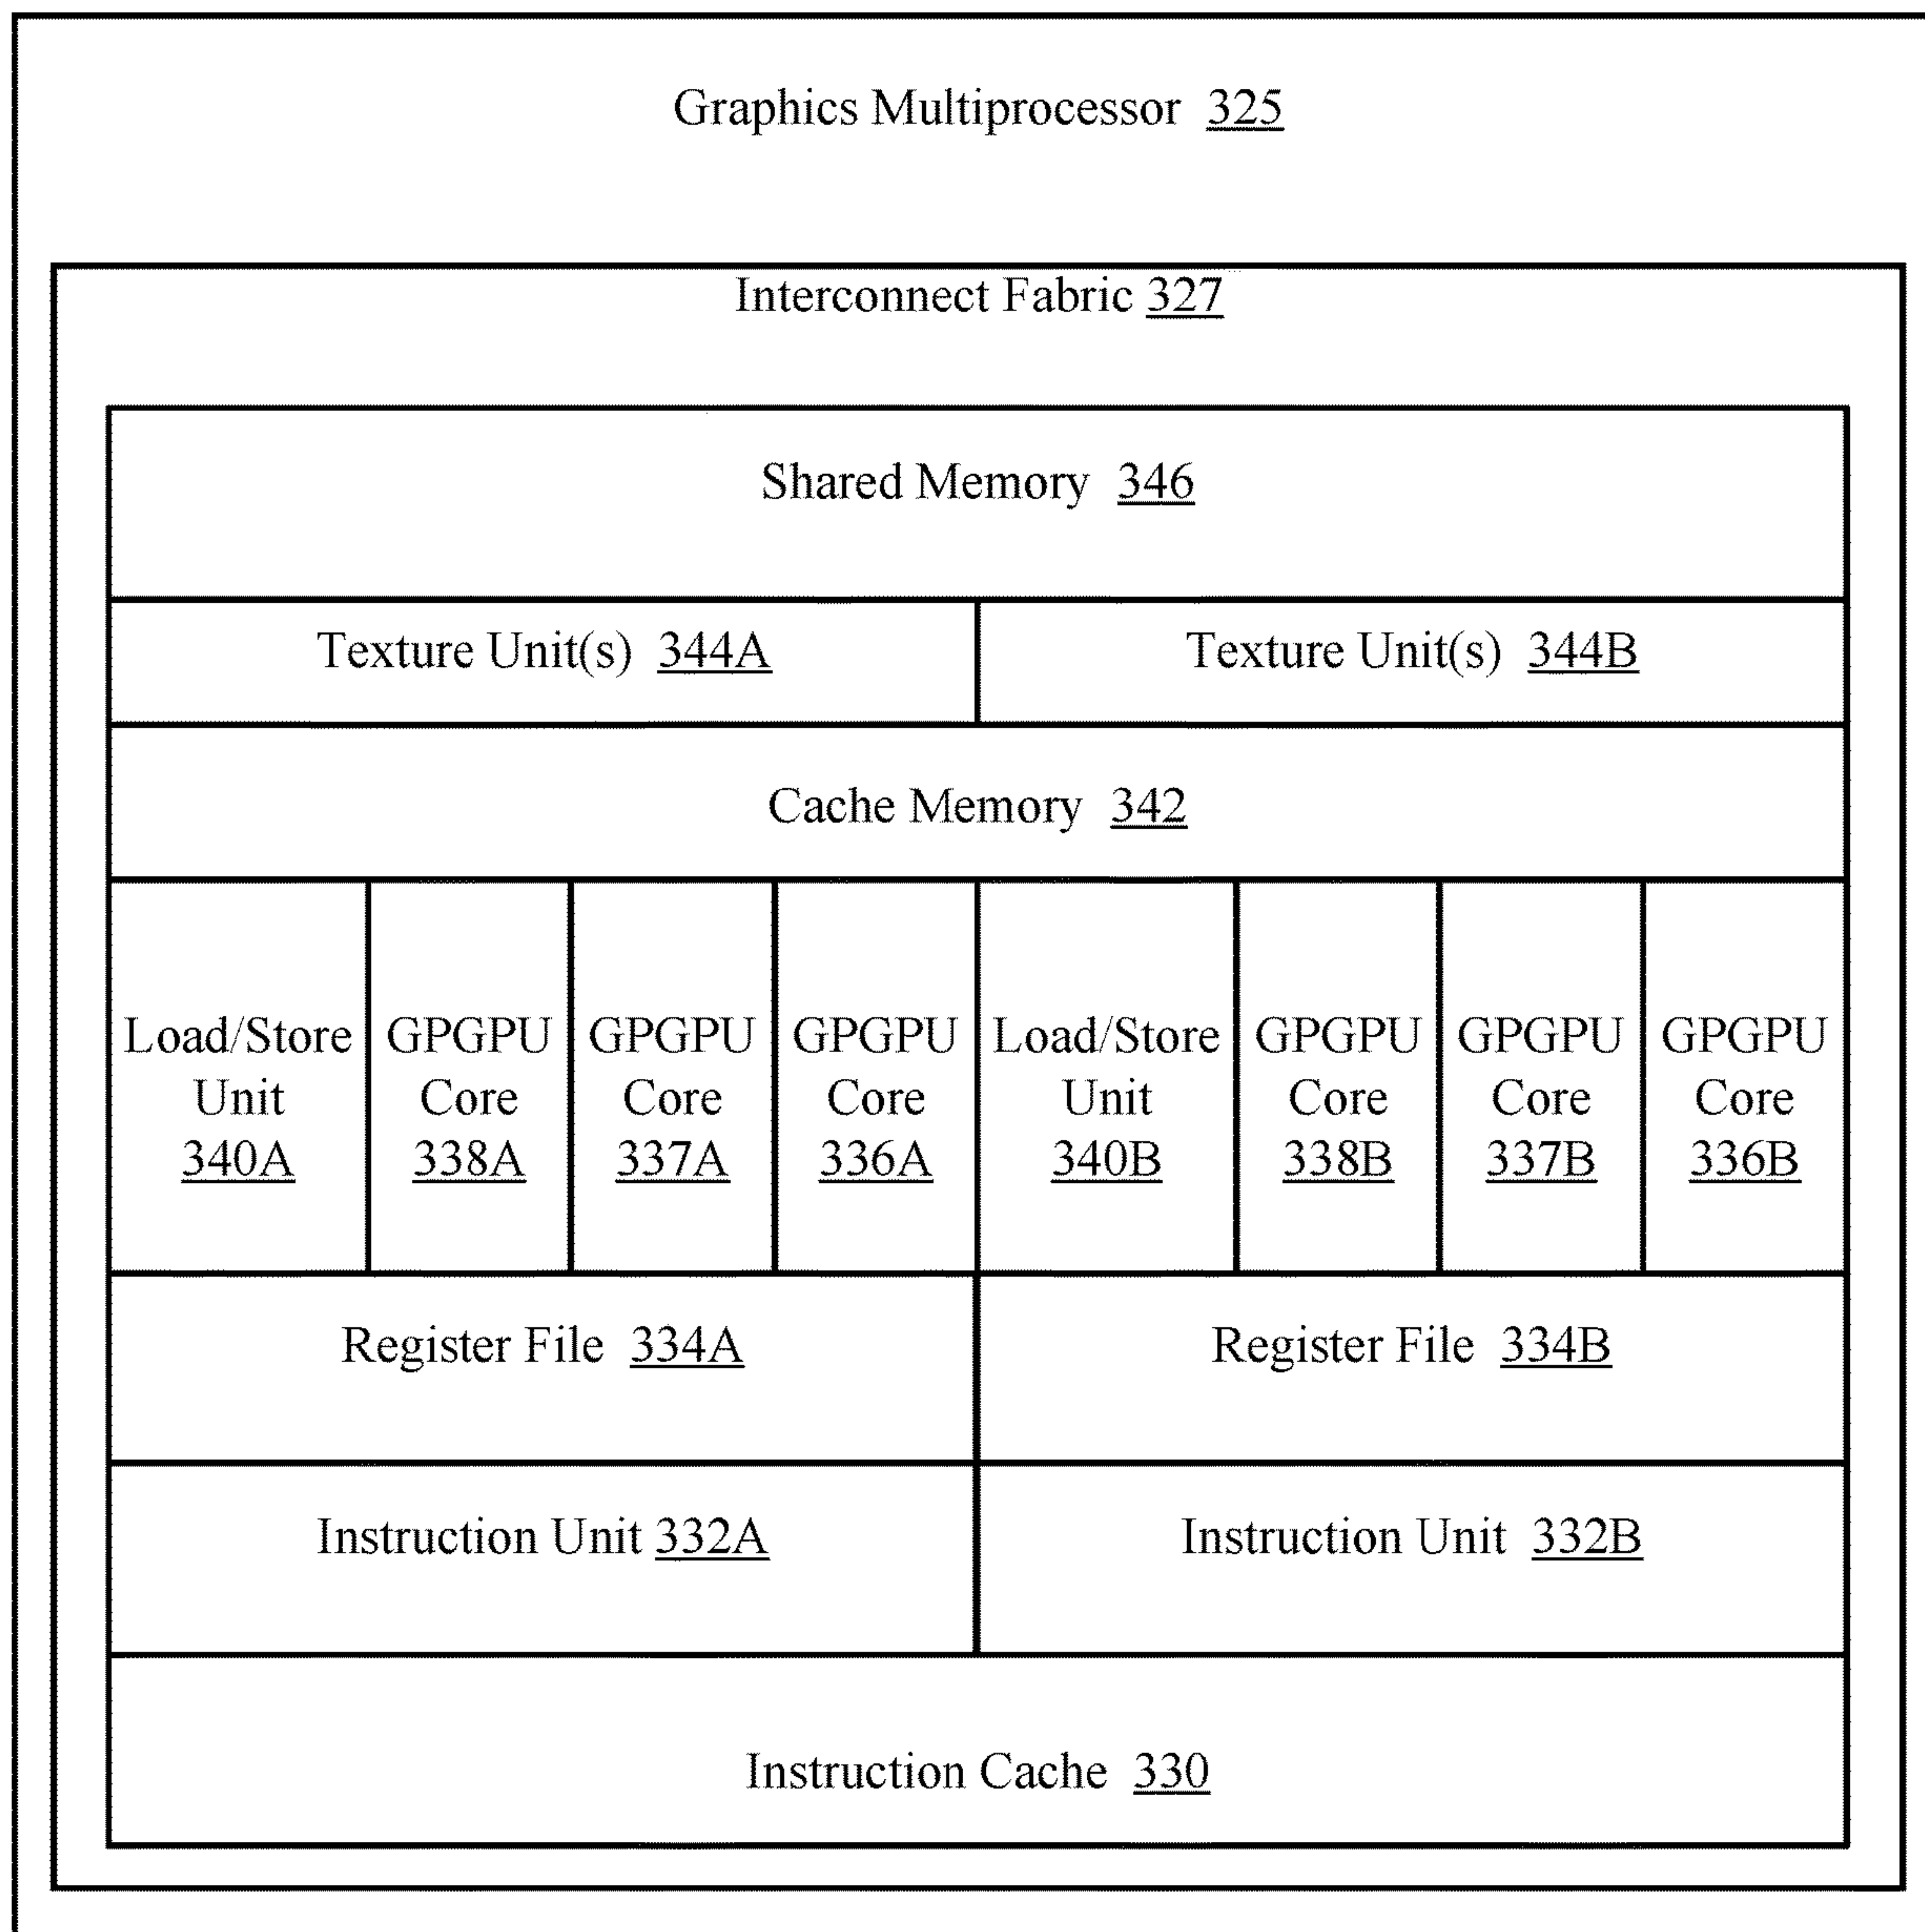 Graphics Multiprocessor 325
Interconnect Fabric 327
Shared Memory 346
Texture Unit(s) 344A
Texture Unit(s) 344B
Cache Memory 342
Load/Store
Unit
340A
GPGPU
Core
338A
GPGPU
Core
337A
GPGPU
Core
336A
Load/Store
Unit
340B
GPGPU
Core
338B
GPGPU
Core
337B
GPGPU
Core
336B
Register File 334A
Register File 334B
Instruction Unit 332A
Instruction Unit 332B
Instruction Cache 330